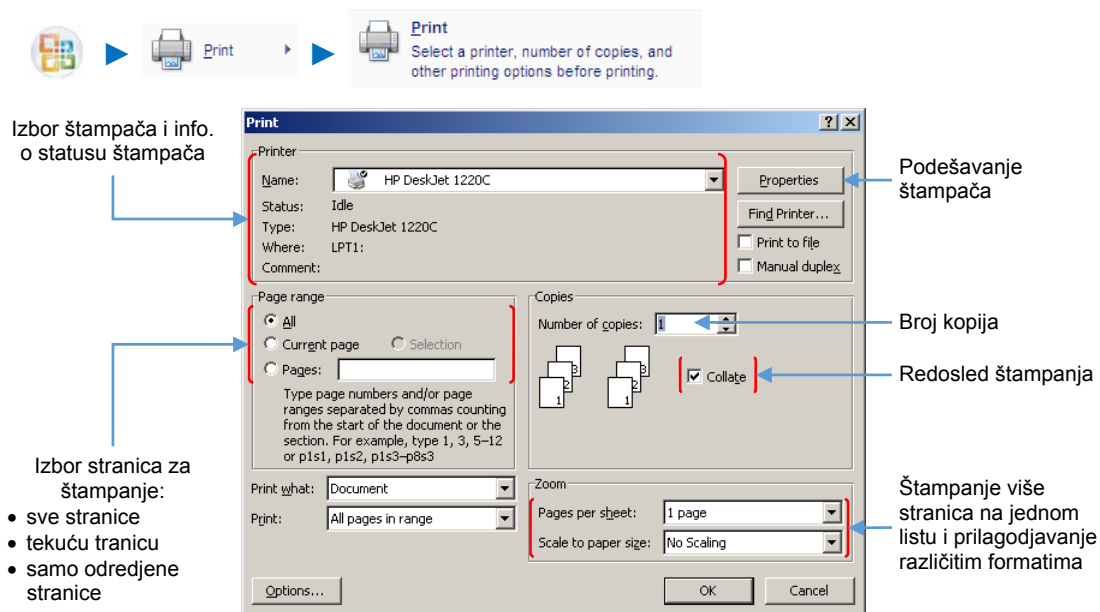 Print
Print
Select a printer, number of copies, and
other printing options before printing.
Izbor štampača i info.
o statusu štampača
Print
Printer
Name: HP DeskJet 1220C
Properties
Status: Idle
Find Printer...
Type: HP DeskJet 1220C
Where: LPT1:
Print to file
Comment:
Manual duplex
Podešavanje
štampača
Page range
All
Current page Selection
Pages:
Type page numbers and/or page
ranges separated by commas counting
from the start of the document or the
section. For example, type 1, 3, 5–12
or p1s1, p1s2, p1s3–p8s3
Copies
Number of copies: 1
3 3
2 2
1 1
Collate
Broj kopija
Redosled štampanja
Izbor stranica za
štampanje:
• sve stranice
• tekuću tranicu
• samo odredjene
stranice
Print what: Document
Print: All pages in range
Zoom
Pages per sheet: 1 page
Scale to paper size: No Scaling
Štampanje više
stranica na jednom
listu i prilagodjavanje
različitim formatima
Options...
OK
Cancel